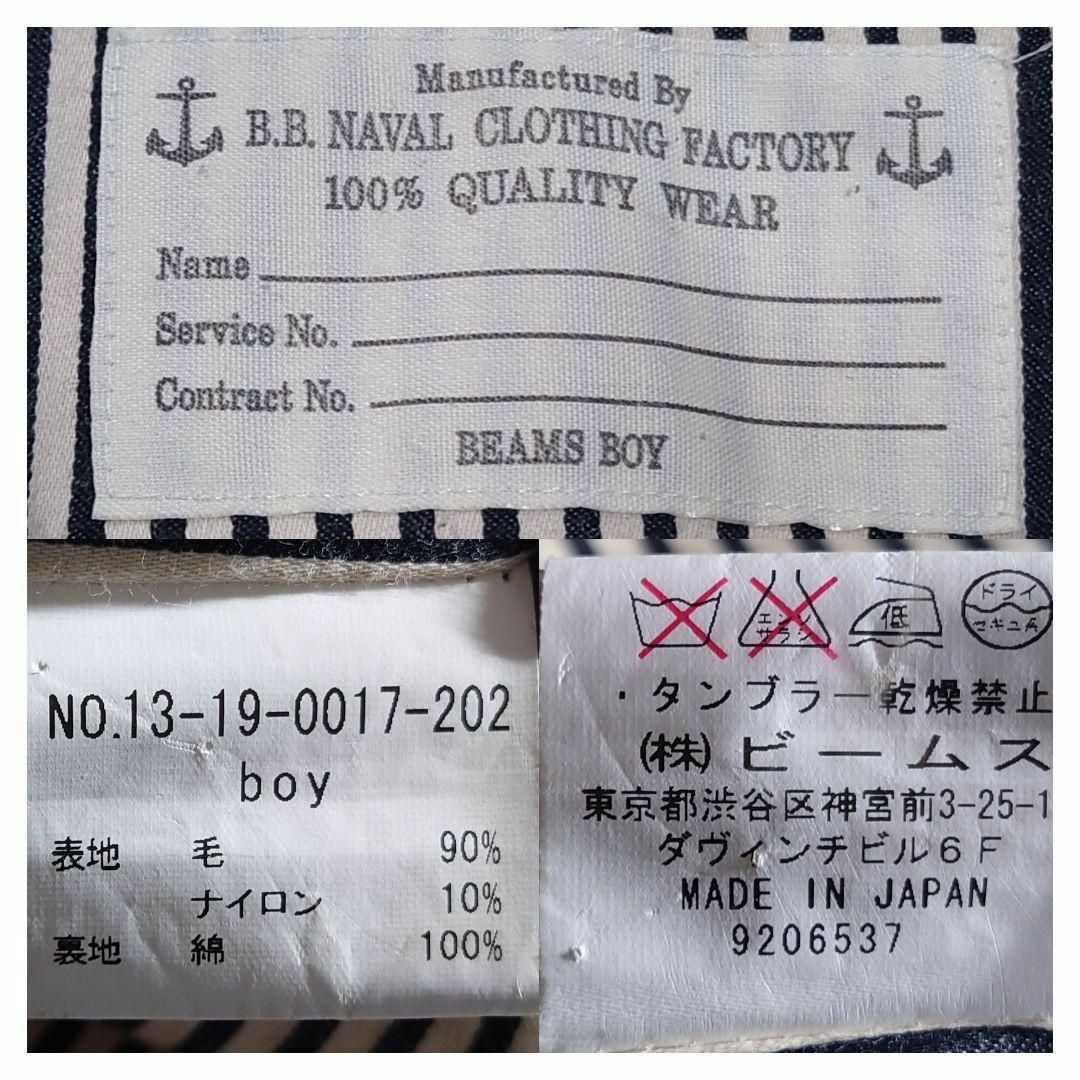 Manufactured By
B.B. NAVAL CLOTHING FACTORY
100% QUALITY WEAR
Name
Service No.
Contract No.
BEAMS BOY
NO.13-19-0017-202
boy
表地 毛 90%
ナイロン 10%
裏地 綿 100%
エンソ
サラシ
低
ドライ
セキユ系
・タンブラー乾燥禁止
(株)ビームス
東京都渋谷区神宮前3-25-1
ダヴィンチビル6F
MADE IN JAPAN
9206537